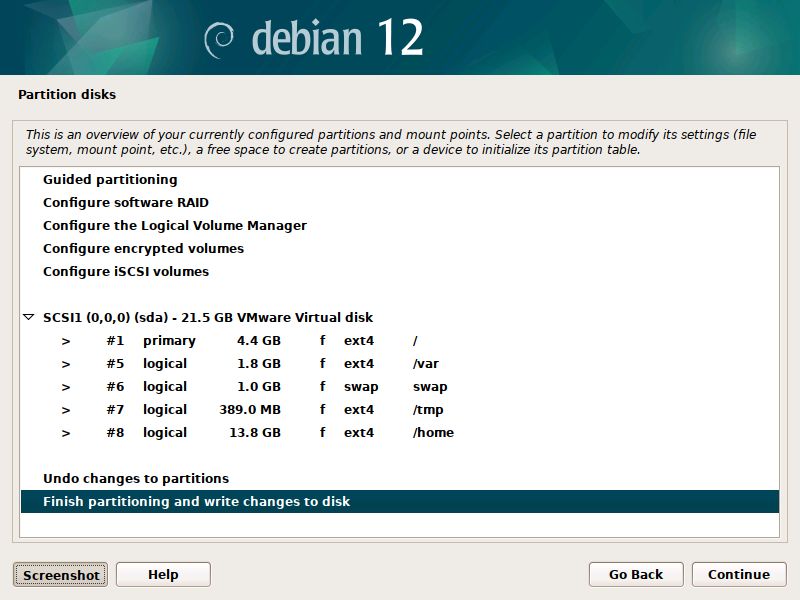 debian 12
Partition disks
This is an overview of your currently configured partitions and mount points. Select a partition to modify its settings (file
system, mount point, etc.), a free space to create partitions, or a device to initialize its partition table.
Guided partitioning
Configure software RAID
Configure the Logical Volume Manager
Configure encrypted volumes
Configure iSCSI volumes
SCSI1 (0,0,0) (sda) - 21.5 GB VMware Virtual disk
> #1 primary 4.4 GB f ext4 /
> #5 logical 1.8 GB f ext4 /var
> #6 logical 1.0 GB f swap swap
> #7 logical 389.0 MB f ext4 /tmp
> #8 logical 13.8 GB f ext4 /home
Undo changes to partitions
Finish partitioning and write changes to disk
Screenshot Help Go Back Continue